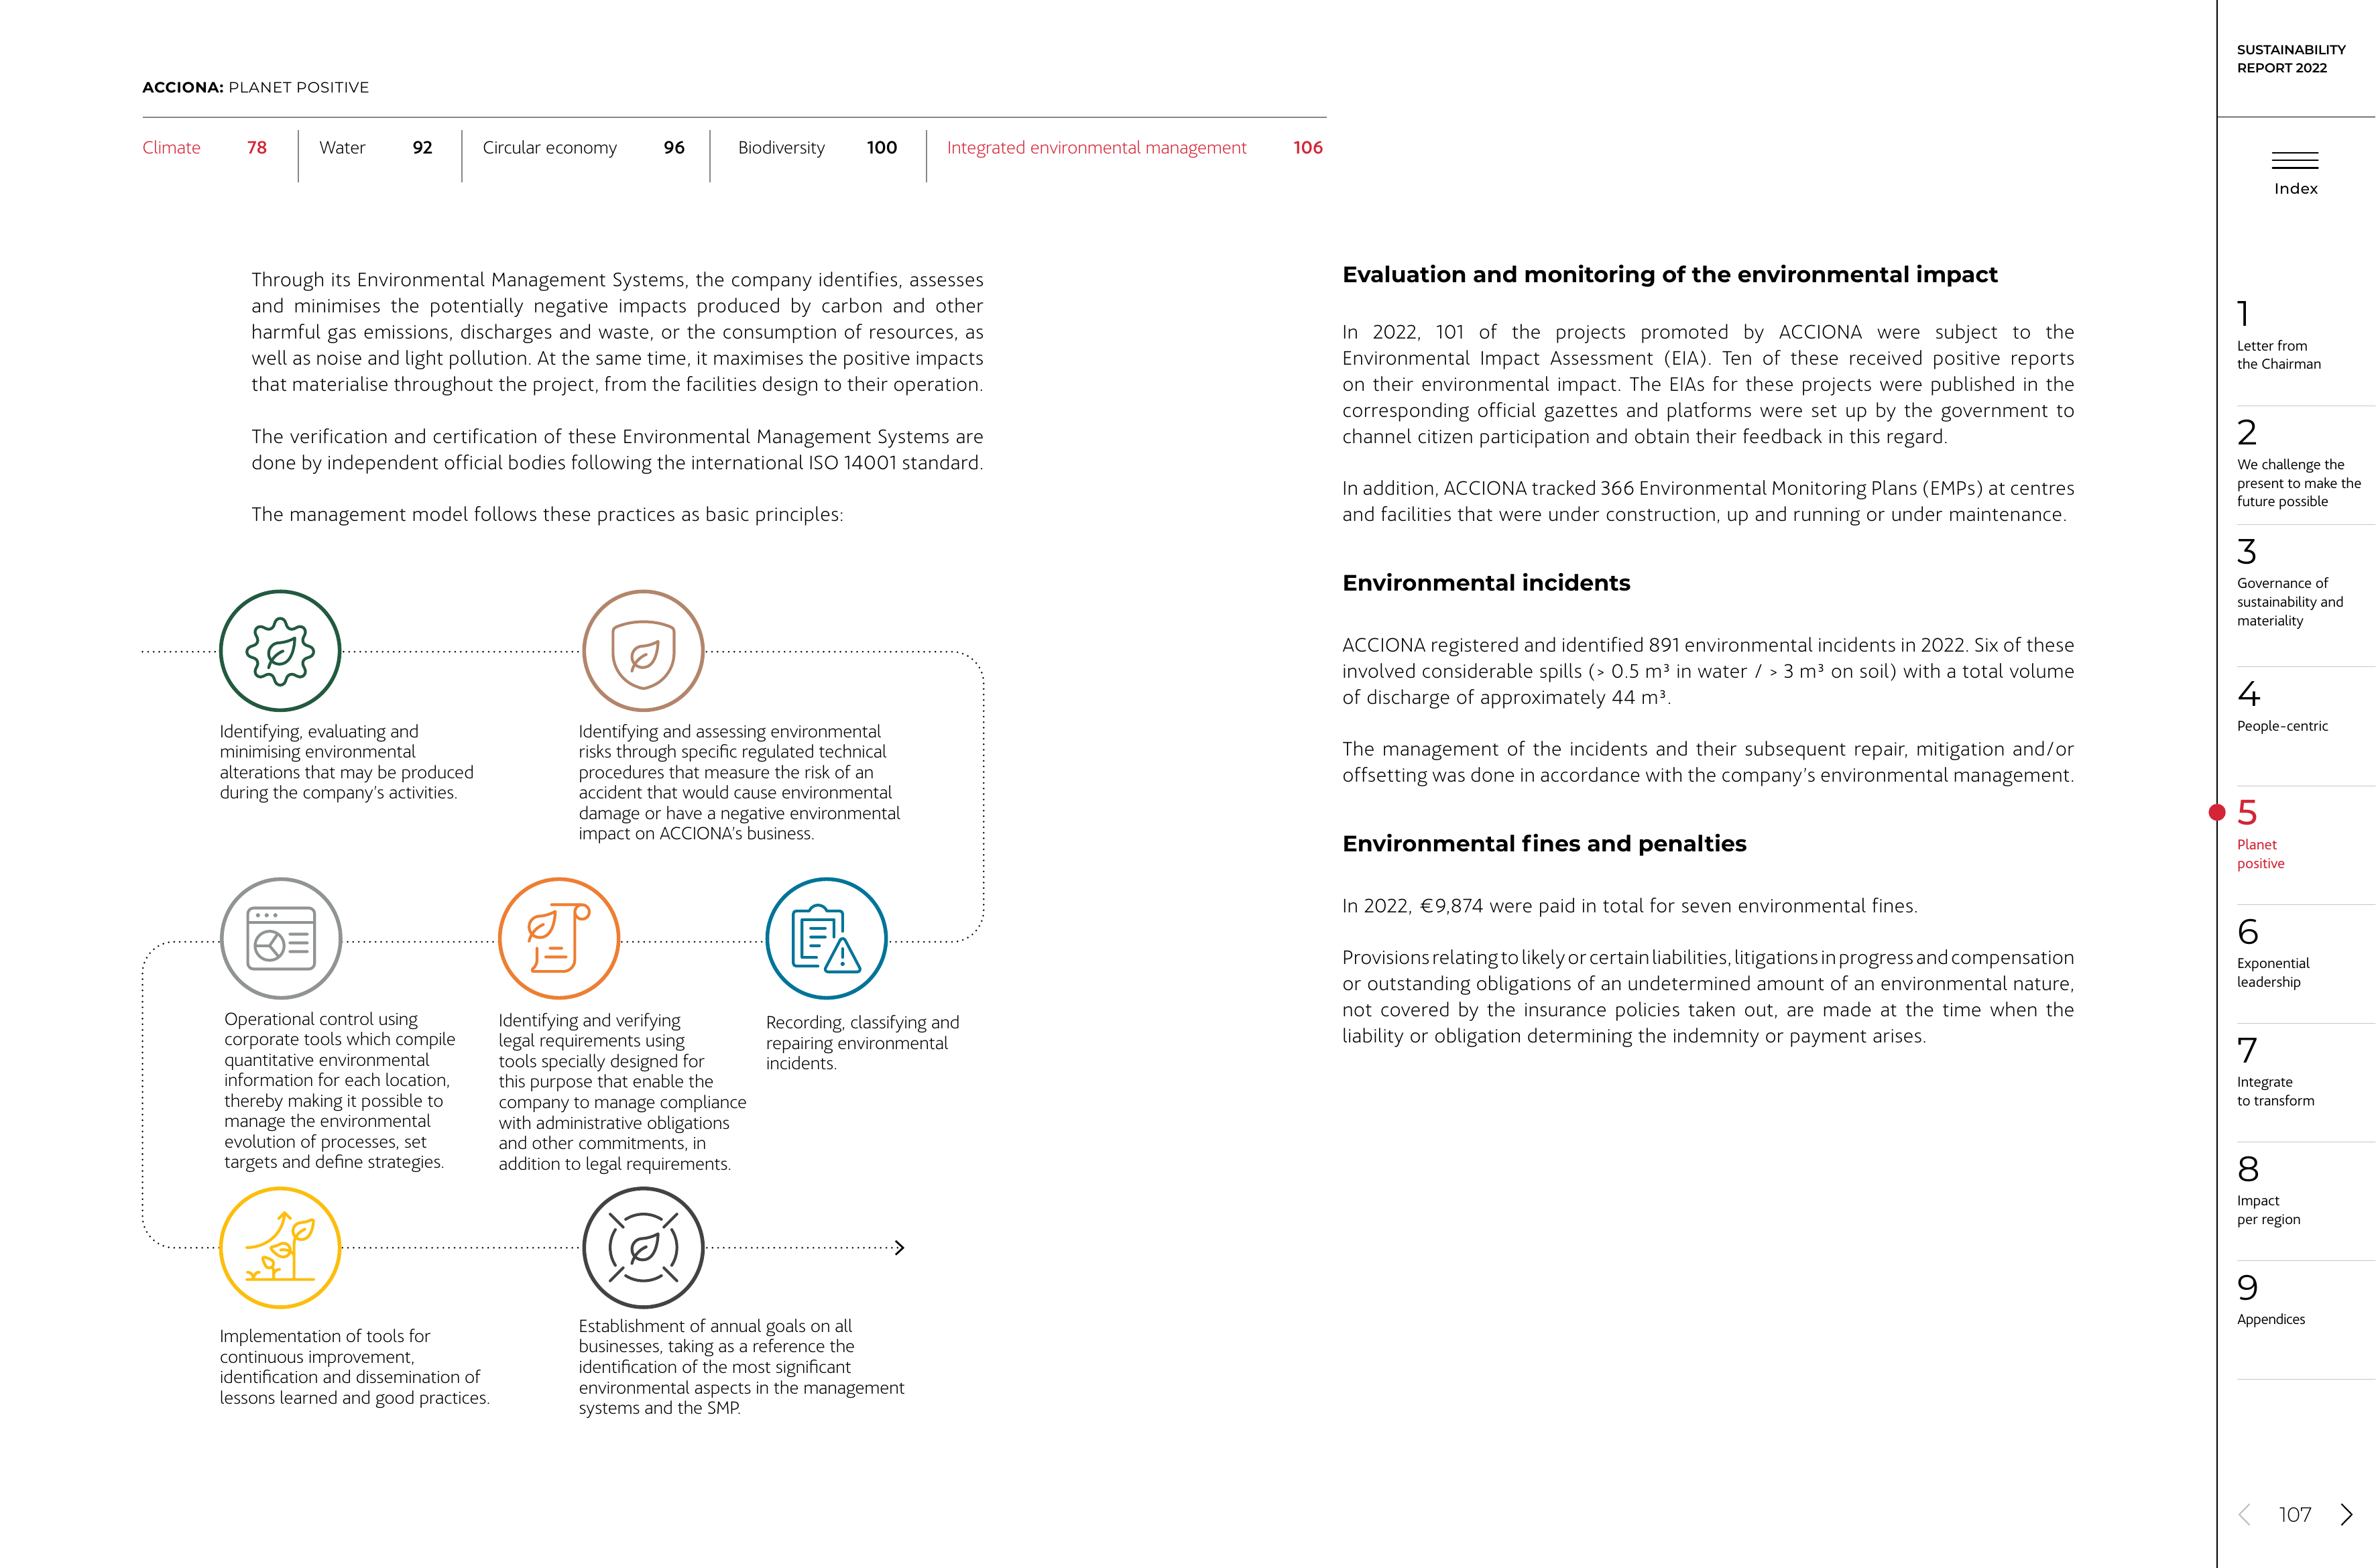 ACCIONA: PLANET POSITIVE
Climate 78
Water 92
Circular economy 96
Biodiversity 100
Integrated environmental management 106
Through its Environmental Management Systems, the company identifies, assesses
and minimises the potentially negative impacts produced by carbon and other
harmful gas emissions, discharges and waste, or the consumption of resources, as
well as noise and light pollution. At the same time, it maximises the positive impacts
that materialise throughout the project, from the facilities design to their operation.
The verification and certification of these Environmental Management Systems are
done by independent official bodies following the international ISO 14001 standard.
The management model follows these practices as basic principles:
Identifying, evaluating and
minimising environmental
alterations that may be produced
during the company's activities.
Identifying and assessing environmental
risks through specific regulated technical
procedures that measure the risk of an
accident that would cause environmental
damage or have a negative environmental
impact on ACCIONA's business.
Operational control using
corporate tools which compile
quantitative environmental
information for each location,
thereby making it possible to
manage the environmental
evolution of processes, set
targets and define strategies.
Identifying and verifying
legal requirements using
tools specially designed for
this purpose that enable the
company to manage compliance
with administrative obligations
and other commitments, in
addition to legal requirements.
Recording, classifying and
repairing environmental
incidents.
Implementation of tools for
continuous improvement,
identification and dissemination of
lessons learned and good practices.
Establishment of annual goals on all
businesses, taking as a reference the
identification of the most significant
environmental aspects in the management
systems and the SMP.
Evaluation and monitoring of the environmental impact
In 2022, 101 of the projects promoted by ACCIONA were subject to the
Environmental Impact Assessment (EIA). Ten of these received positive reports
on their environmental impact. The EIAs for these projects were published in the
corresponding official gazettes and platforms were set up by the government to
channel citizen participation and obtain their feedback in this regard.
In addition, ACCIONA tracked 366 Environmental Monitoring Plans (EMPs) at centres
and facilities that were under construction, up and running or under maintenance.
Environmental incidents
ACCIONA registered and identified 891 environmental incidents in 2022. Six of these
involved considerable spills (> 0.5 m³ in water / > 3 m³ on soil) with a total volume
of discharge of approximately 44 m³.
The management of the incidents and their subsequent repair, mitigation and/or
offsetting was done in accordance with the company's environmental management.
Environmental fines and penalties
In 2022, €9,874 were paid in total for seven environmental fines.
Provisions relating to likely or certain liabilities, litigations in progress and compensation
or outstanding obligations of an undetermined amount of an environmental nature,
not covered by the insurance policies taken out, are made at the time when the
liability or obligation determining the indemnity or payment arises.
SUSTAINABILITY
REPORT 2022
Index
1
Letter from
the Chairman
2
We challenge the
present to make the
future possible
3
Governance of
sustainability and
materiality
4
People-centric
5
Planet
positive
6
Exponential
leadership
7
Integrate
to transform
8
Impact
per region
9
Appendices
107